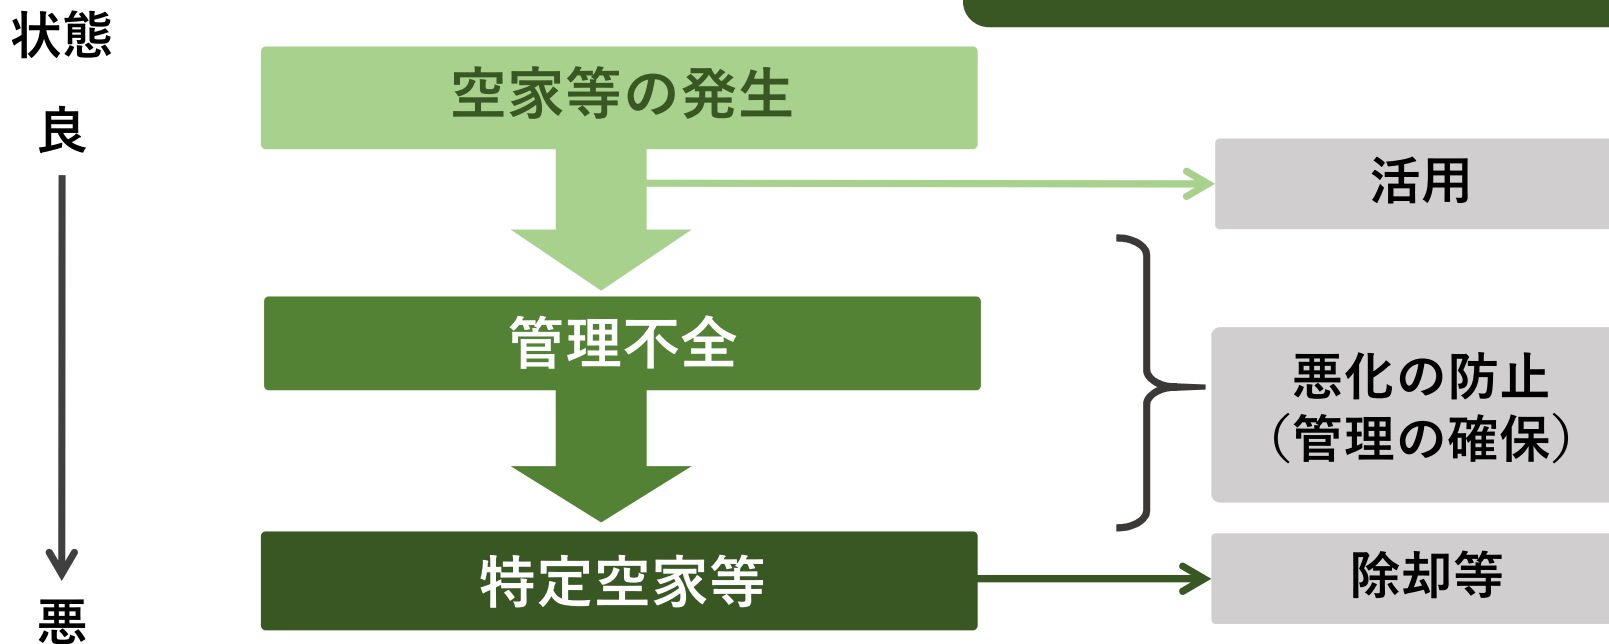 状態
良
空家等の発生
活用
管理不全
悪化の防止
（管理の確保）
特定空家等
除却等
悪